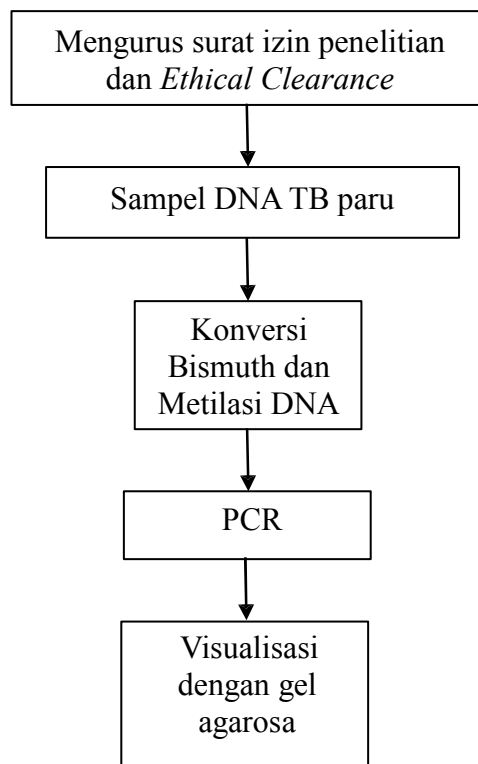 Mengurus surat izin penelitian
dan Ethical Clearance
Sampel DNA TB paru
Konversi
Bismuth dan
Metilasi DNA
PCR
Visualisasi
dengan gel
agarosa